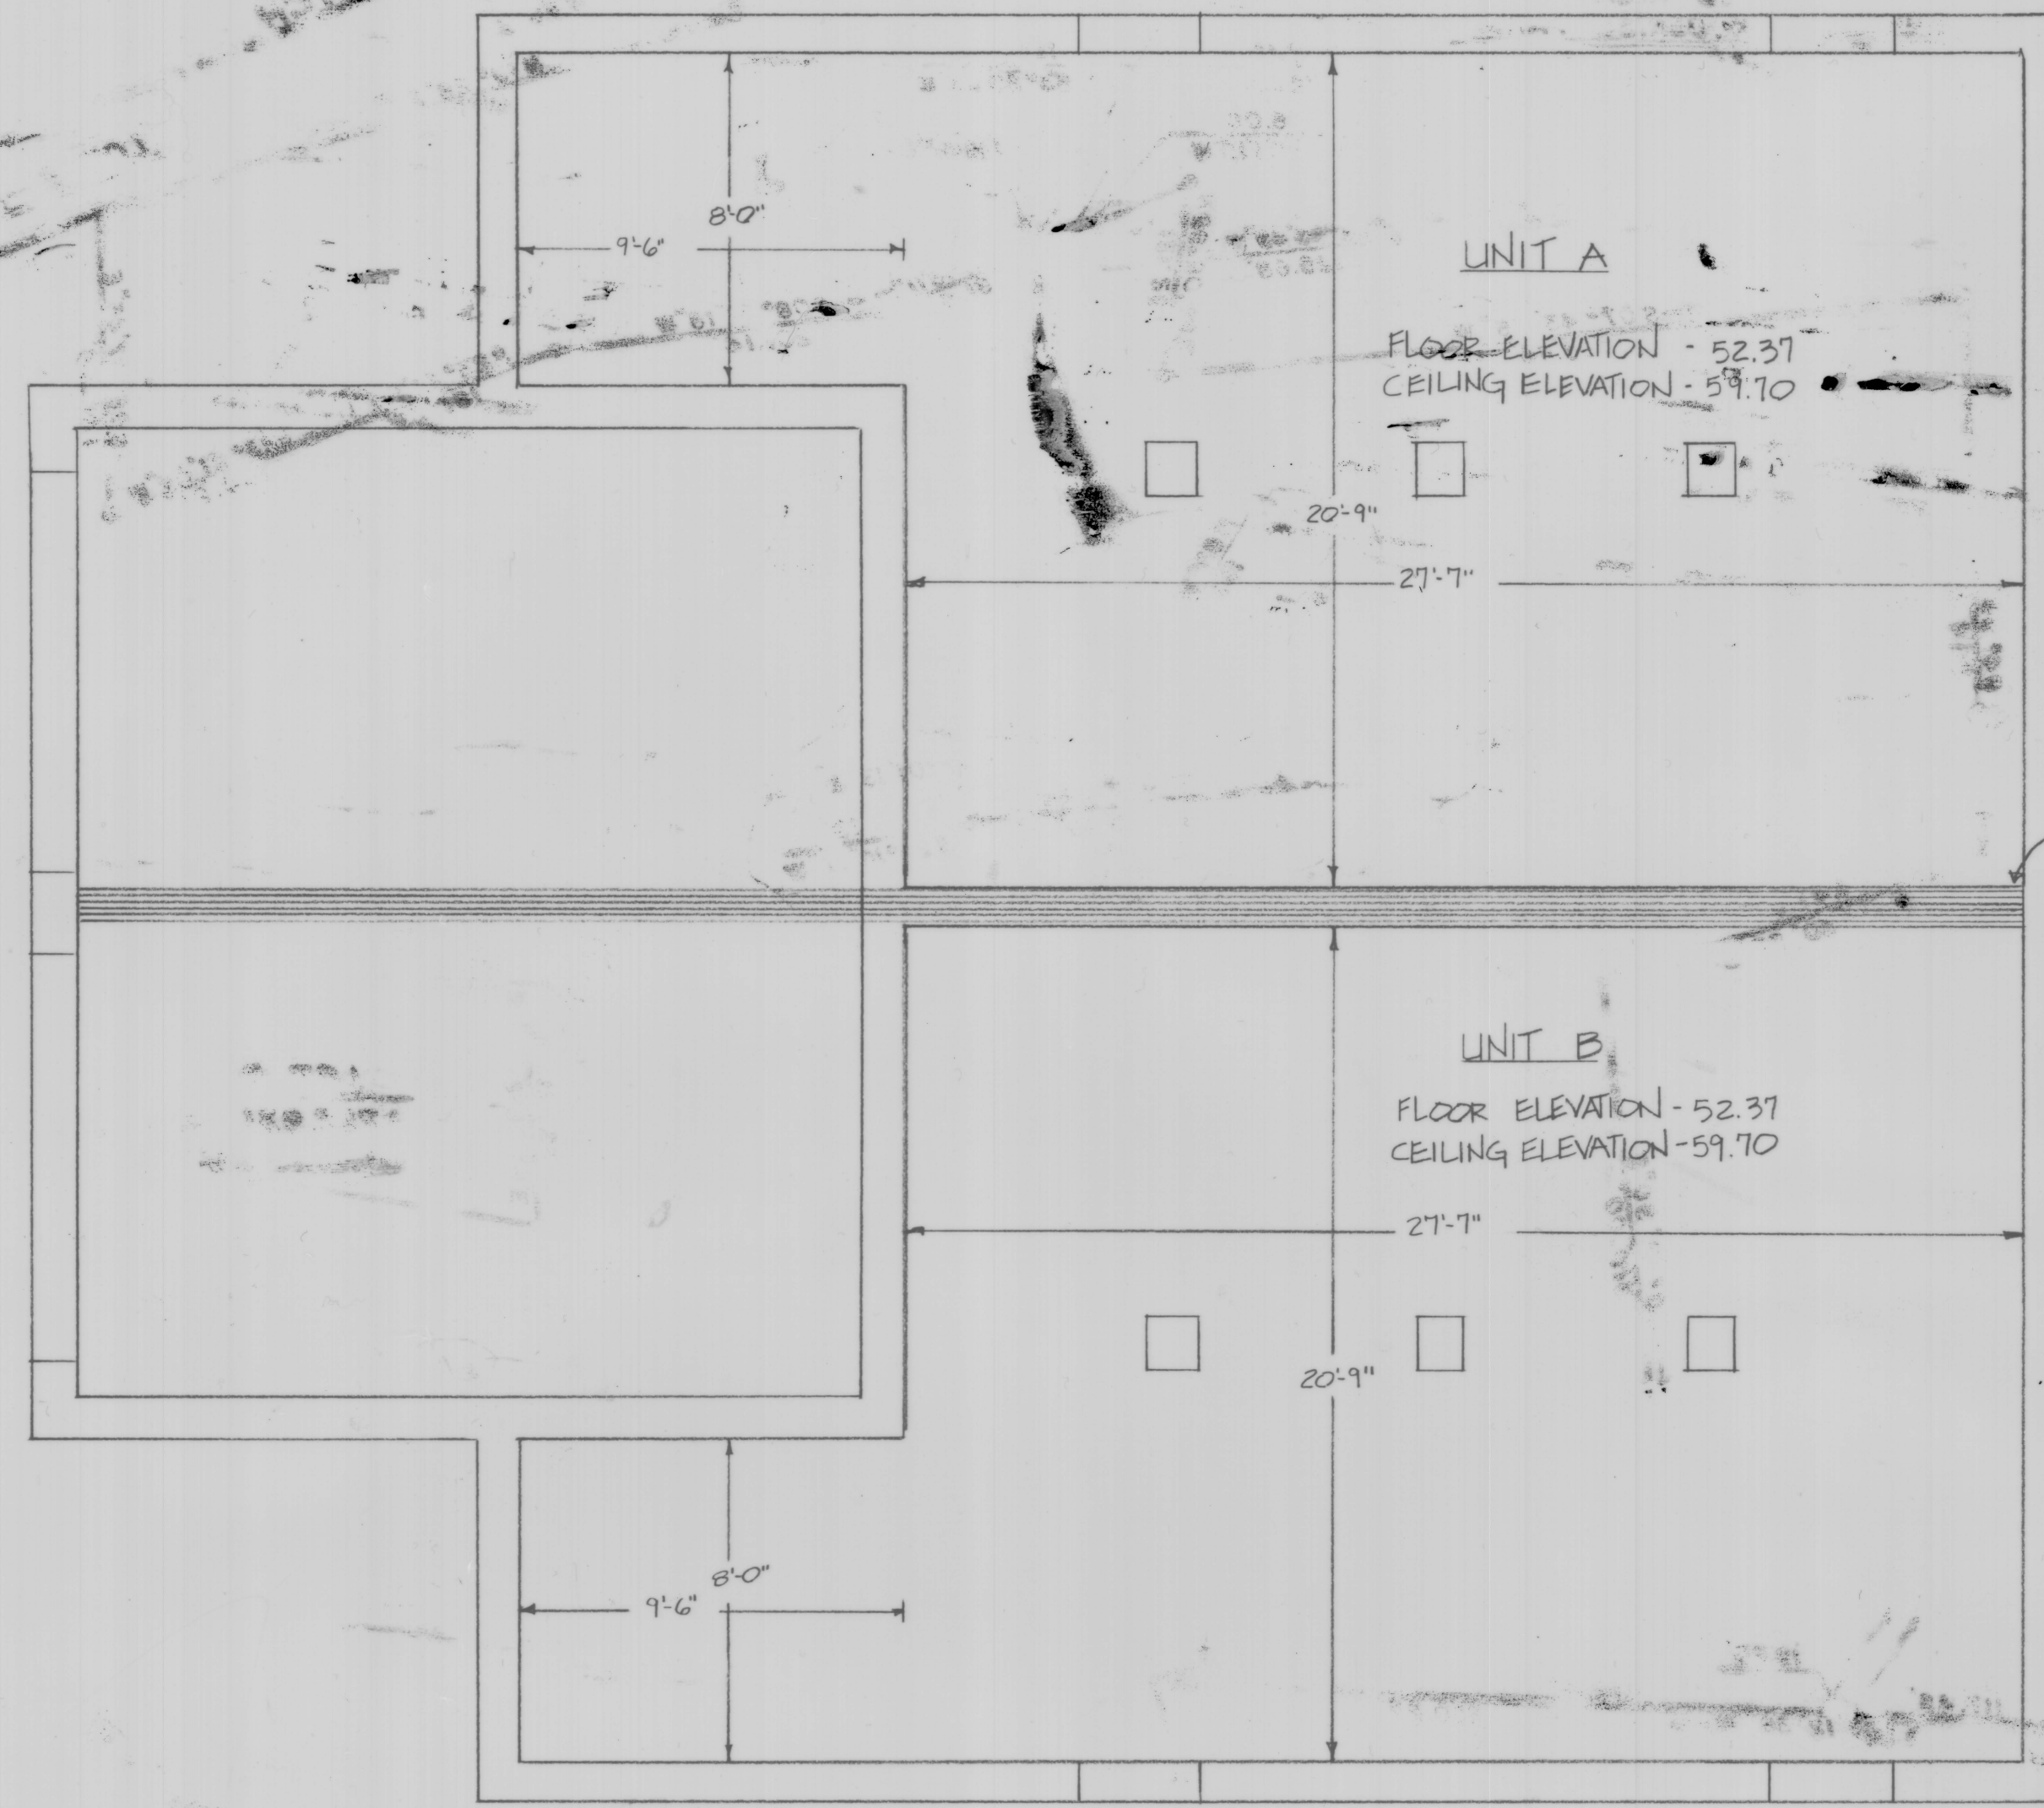 8'-0"
9'-6"
UNIT A
FLOOR ELEVATION - 52.37
CEILING ELEVATION - 59.70
20'-9"
27'-7"
UNIT B
FLOOR ELEVATION - 52.37
CEILING ELEVATION - 59.70
27'-7"
20'-9"
8'-0"
9'-6"